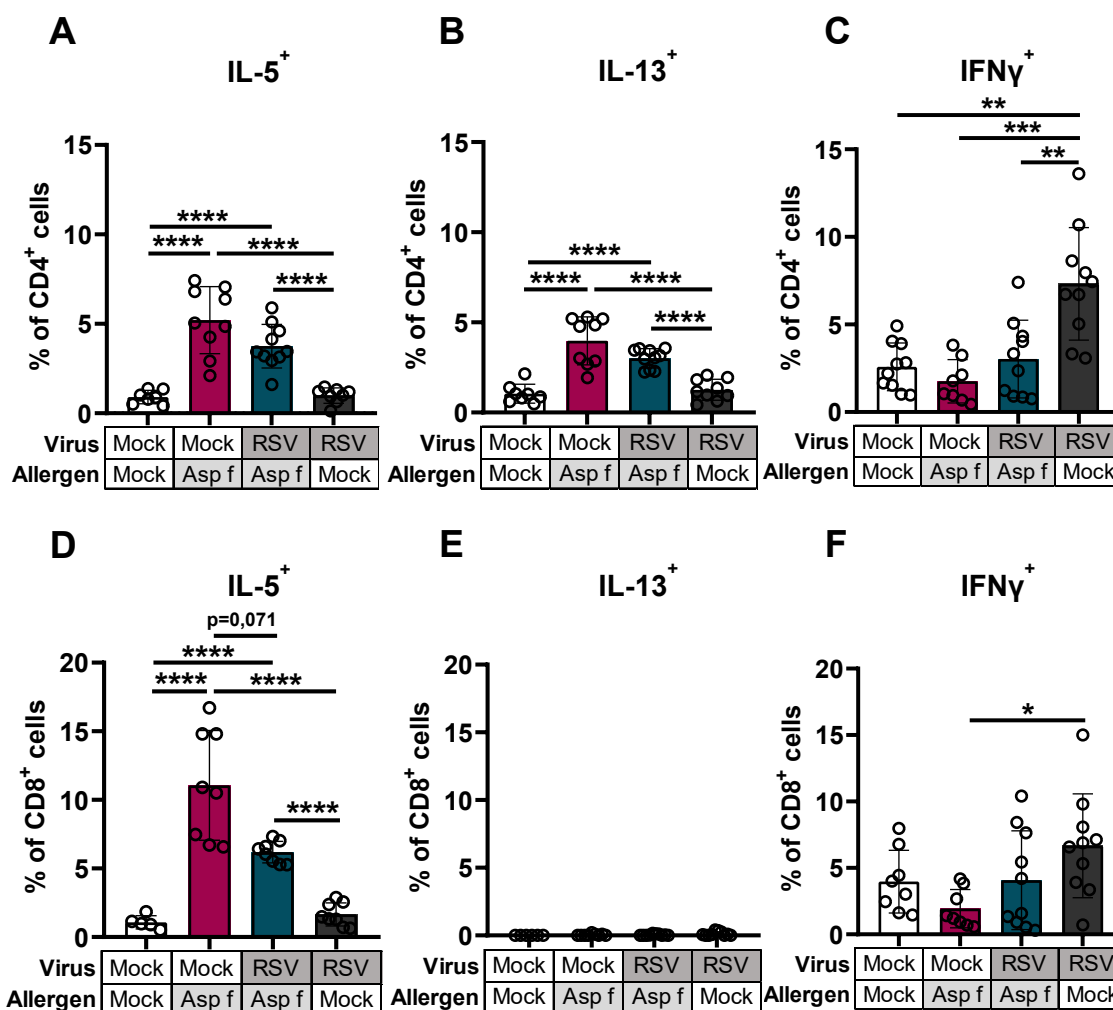 A
IL-5+
% of CD4+ cells
15
10
5
0
****
**** ****
****
Virus Mock Mock RSV RSV
Allergen Mock Asp f Asp f Mock
B
IL-13+
% of CD4+ cells
15
10
5
0
****
**** ****
****
Mock Mock RSV RSV
Mock Asp f Asp f Mock
C
IFNγ+
% of CD4+ cells
15
10
5
0
**
***
**
Virus Mock Mock RSV RSV
Allergen Mock Asp f Asp f Mock
D
IL-5+
% of CD8+ cells
20
15
10
5
0
p=0,071
****
**** ****
****
Virus Mock Mock RSV RSV
Allergen Mock Asp f Asp f Mock
E
IL-13+
% of CD8+ cells
20
15
10
5
0
Mock Mock RSV RSV
Mock Asp f Asp f Mock
F
IFNγ+
% of CD8+ cells
20
15
10
5
0
*
Virus Mock Mock RSV RSV
Allergen Mock Asp f Asp f Mock